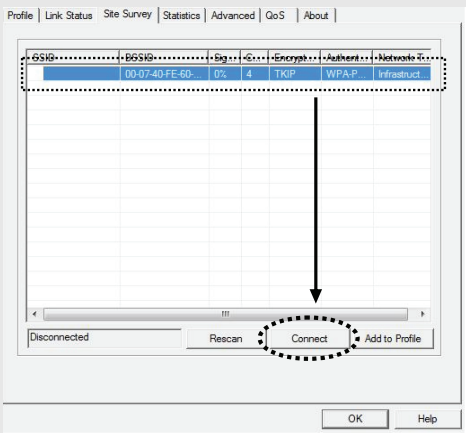 Profile Link Status Site Survey Statistics Advanced QoS About
SSID BSSID Sig... C... Encrypt... Authent... Network T...
00-07-40-FE-60-... 0% 4 TKIP WPA-P... Infrastruct...
Disconnected Rescan Connect Add to Profile
OK Help